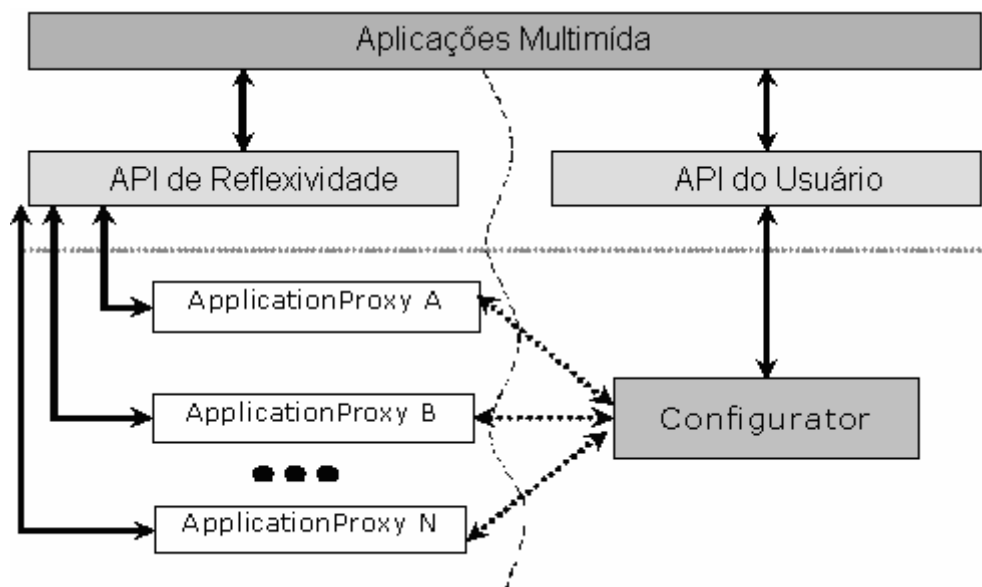 Aplicações Multimída
API de Reflexividade
API do Usuário
ApplicationProxy A
ApplicationProxy B
Configurator
ApplicationProxy N